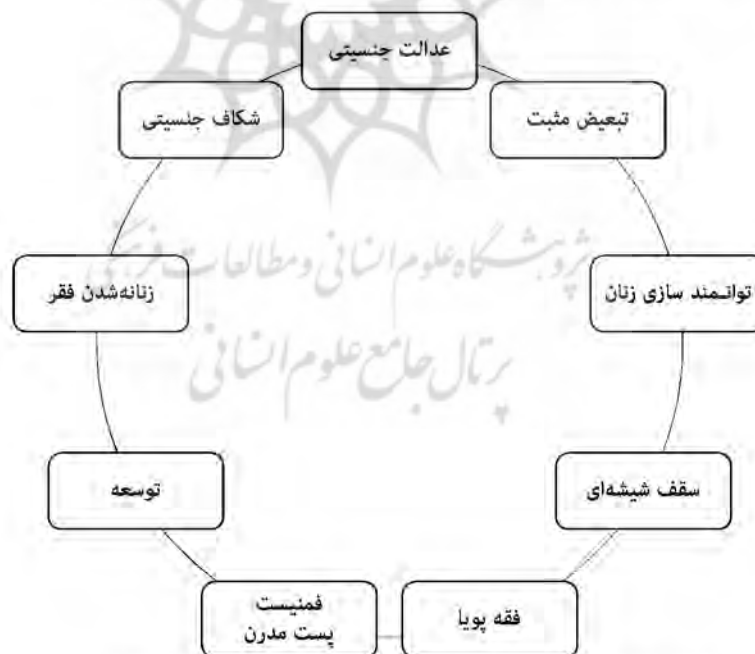 عدالت جنسیتی
شکاف جنسیتی
تبعیض مثبت
پژوهشگاه علوم انسانی و مطالعات فرهنگی
زنانه‌شدن فقر
توانـمند سازی زنان
پرتال جامع علوم انسانی
توسعه
سقف شیشه‌ای
فمنیست
پست مدرن
فقه پویا